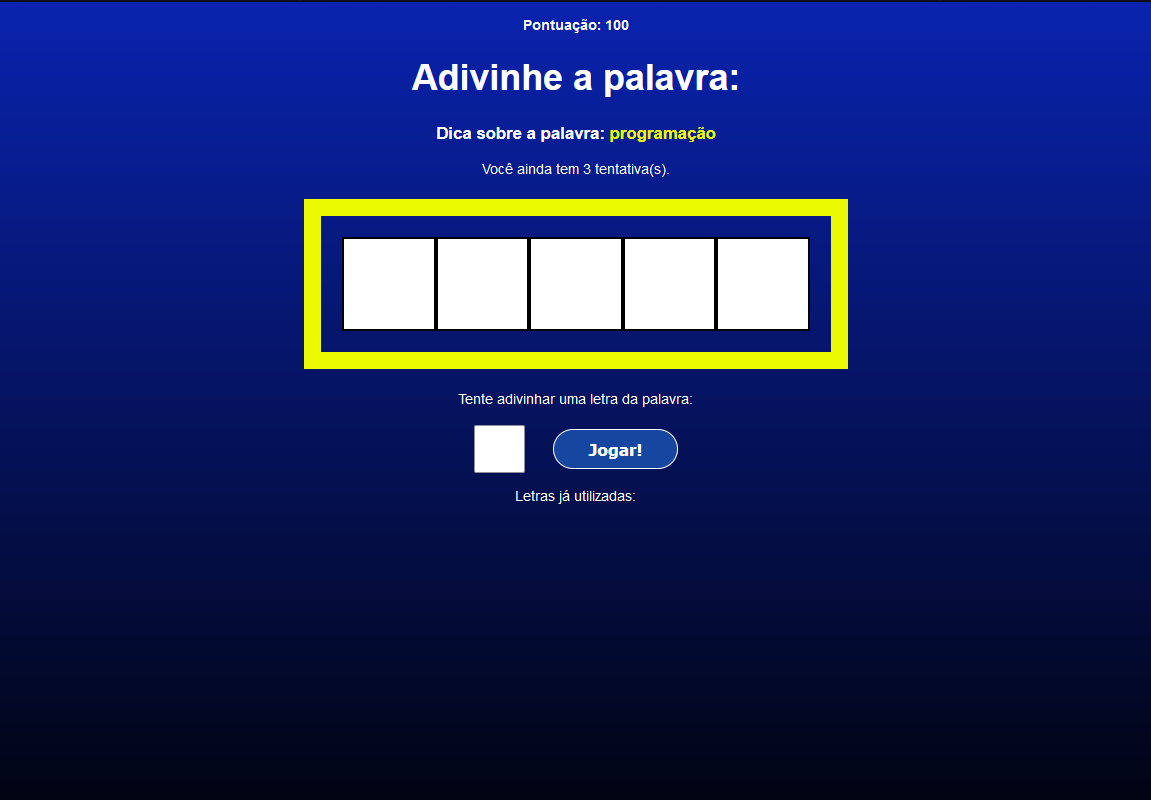 Pontuação: 100
Adivinhe a palavra:
Dica sobre a palavra: programação
Você ainda tem 3 tentativa(s).
Tente adivinhar uma letra da palavra:
Jogar!
Letras já utilizadas: